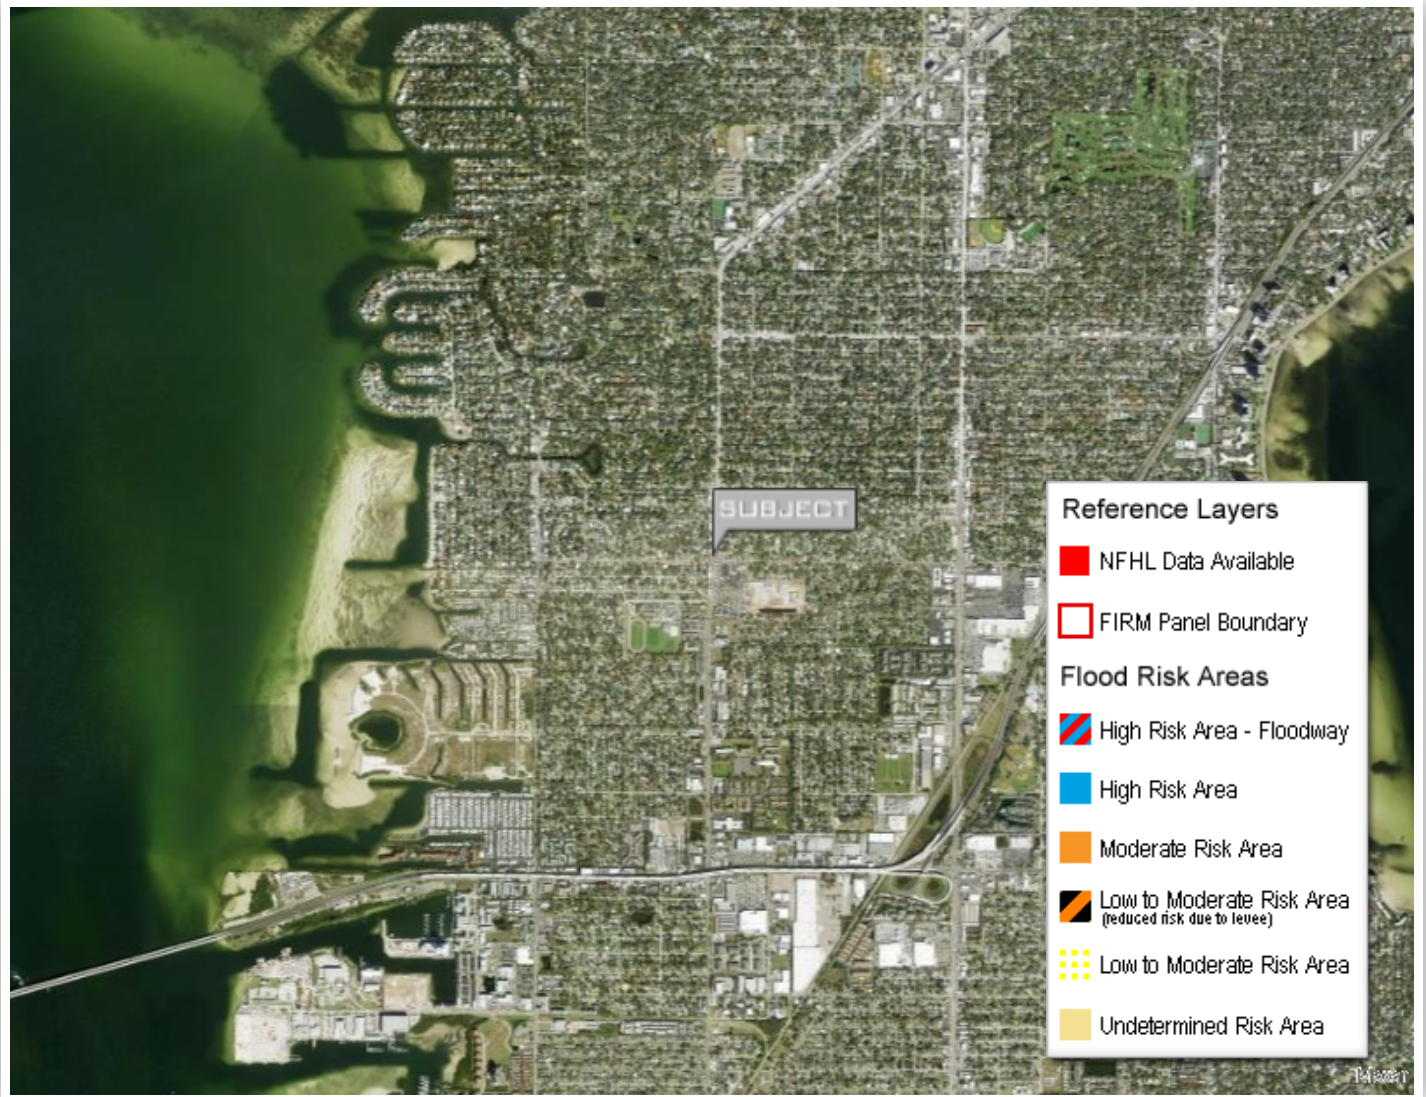 SUBJECT
Reference Layers
NFHL Data Available
FIRM Panel Boundary
Flood Risk Areas
High Risk Area - Floodway
High Risk Area
Moderate Risk Area
Low to Moderate Risk Area
(reduced risk due to levee)
Low to Moderate Risk Area
Undetermined Risk Area
Maxar